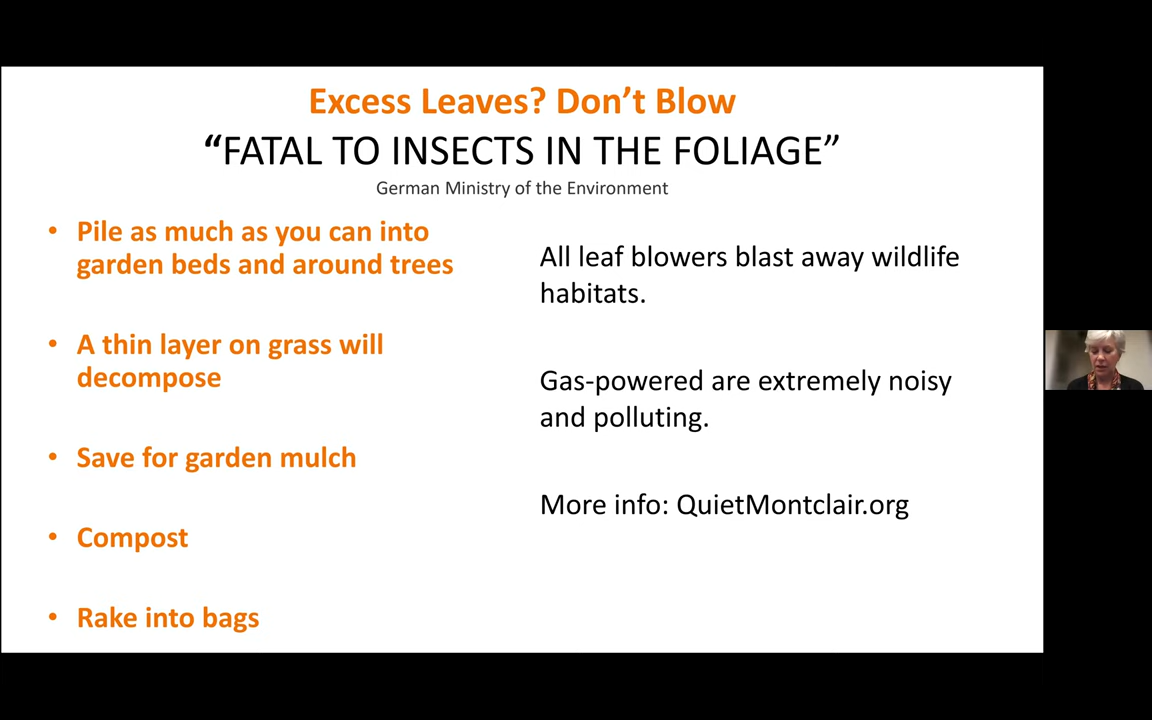 Excess Leaves? Don’t Blow
“FATAL TO INSECTS IN THE FOLIAGE”
German Ministry of the Environment
• Pile as much as you can into
garden beds and around trees
• A thin layer on grass will
decompose
• Save for garden mulch
• Compost
• Rake into bags
All leaf blowers blast away wildlife
habitats.
Gas-powered are extremely noisy
and polluting.
More info: QuietMontclair.org